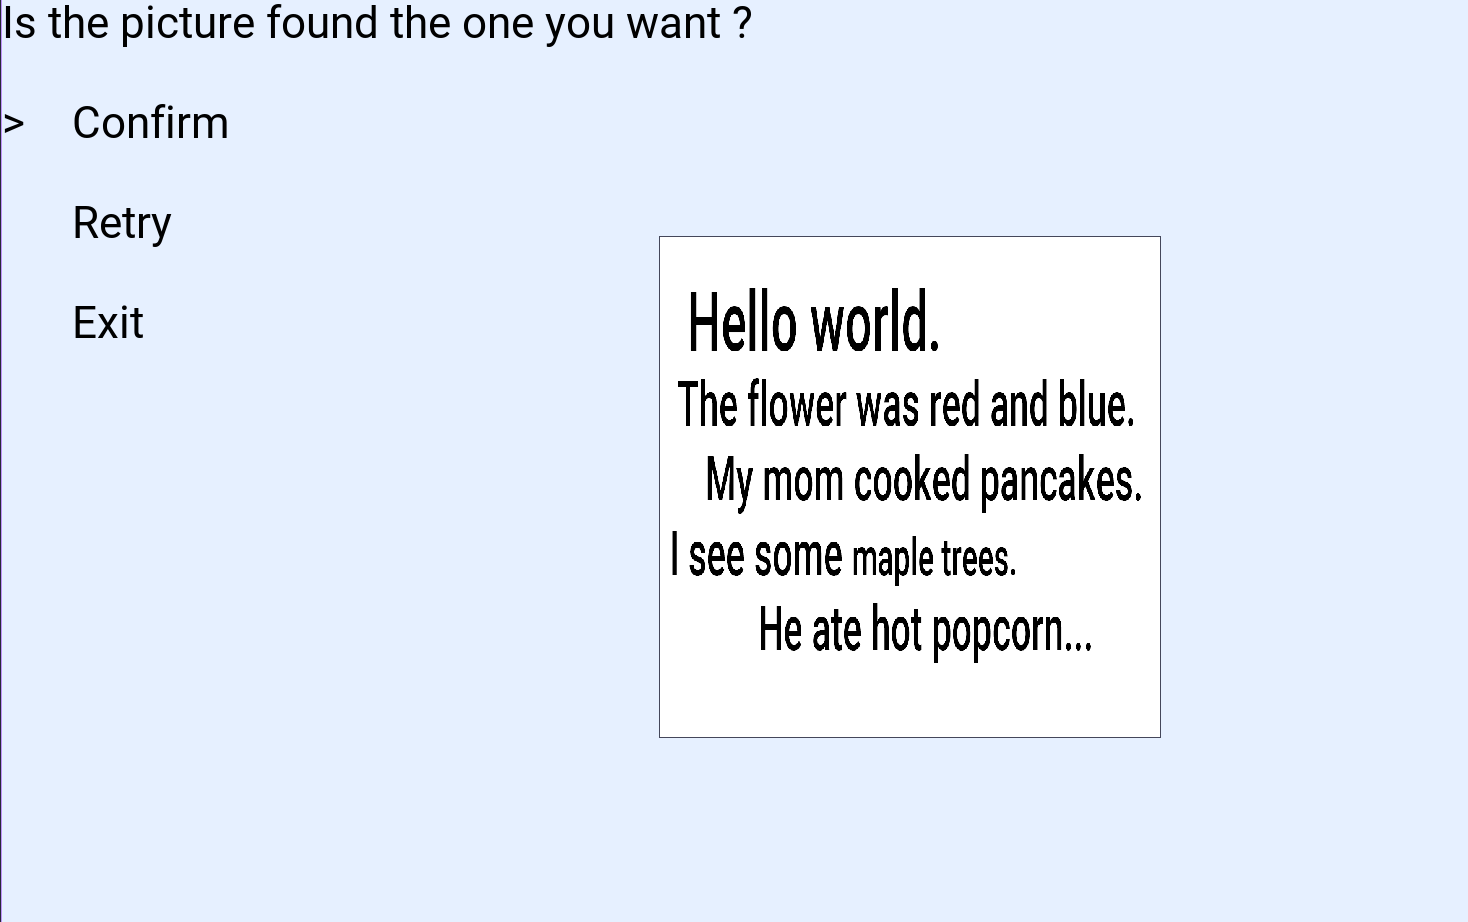 Is the picture found the one you want ?
> Confirm
Retry
Exit
Hello world.
The flower was red and blue.
My mom cooked pancakes.
I see some maple trees.
He ate hot popcorn...